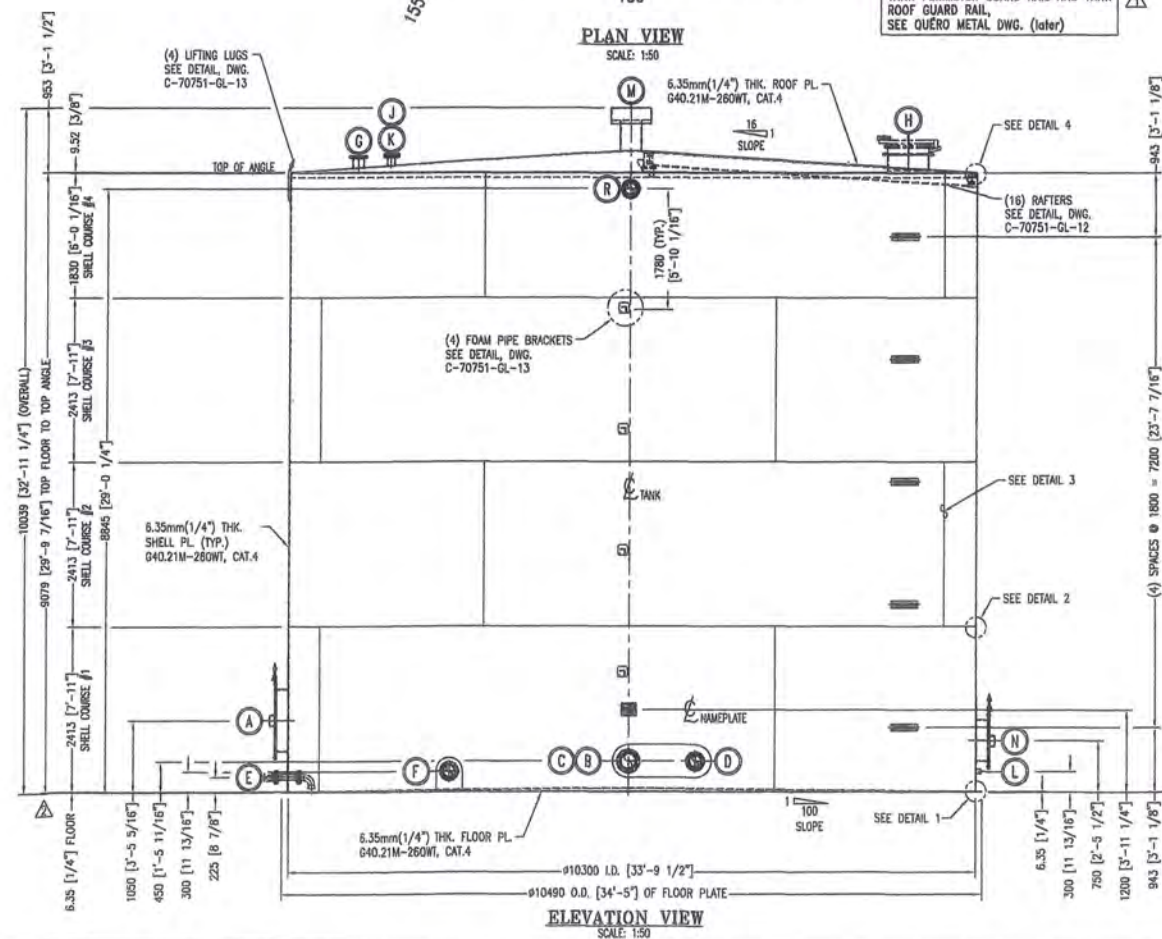 155
ROOF GUARD RAIL,
SEE QUÉRO METAL DWG. (later)
PLAN VIEW
SCALE: 1:50
(4) LIFTING LUGS
SEE DETAIL, DWG.
C-70751-GL-13
6.35mm(1/4") THK. ROOF PL.
G40.21M-260WT, CAT.4
M
J
K
G
H
16
1
SLOPE
SEE DETAIL 4
TOP OF ANGLE
R
(16) RAFTERS
SEE DETAIL, DWG.
C-70751-GL-12
1780 (TYP.)
[5'-10 1/16"]
(4) FOAM PIPE BRACKETS
SEE DETAIL, DWG.
C-70751-GL-13
953 [3'-1 1/2"]
9.52 [3/8"]
10039 [32'-11 1/4"] (OVERALL)
9079 [29'-9 7/16"] TOP FLOOR TO TOP ANGLE
1830 [6'-0 1/16"]
SHELL COURSE #4
2413 [7'-11"]
SHELL COURSE #3
8845 [29'-0 1/4"]
2413 [7'-11"]
SHELL COURSE #2
2413 [7'-11"]
SHELL COURSE #1
943 [3'-1 1/8"]
(4) SPACES @ 1800 = 7200 [23'-7 7/16"]
℄ TANK
SEE DETAIL 3
6.35mm(1/4") THK.
SHELL PL. (TYP.)
G40.21M-260WT, CAT.4
SEE DETAIL 2
℄ NAMEPLATE
A
E
F
C
B
D
N
L
1
100
SLOPE
SEE DETAIL 1
6.35mm(1/4") THK. FLOOR PL.
G40.21M-260WT, CAT.4
6.35 [1/4"] FLOOR
1050 [3'-5 5/16"]
450 [1'-5 11/16"]
300 [11 13/16"]
225 [8 7/8"]
6.35 [1/4"]
300 [11 13/16"]
750 [2'-5 1/2"]
1200 [3'-11 1/4"]
943 [3'-1 1/8"]
ø10300 I.D. [33'-9 1/2"]
ø10490 O.D. [34'-5"] OF FLOOR PLATE
ELEVATION VIEW
SCALE: 1:50